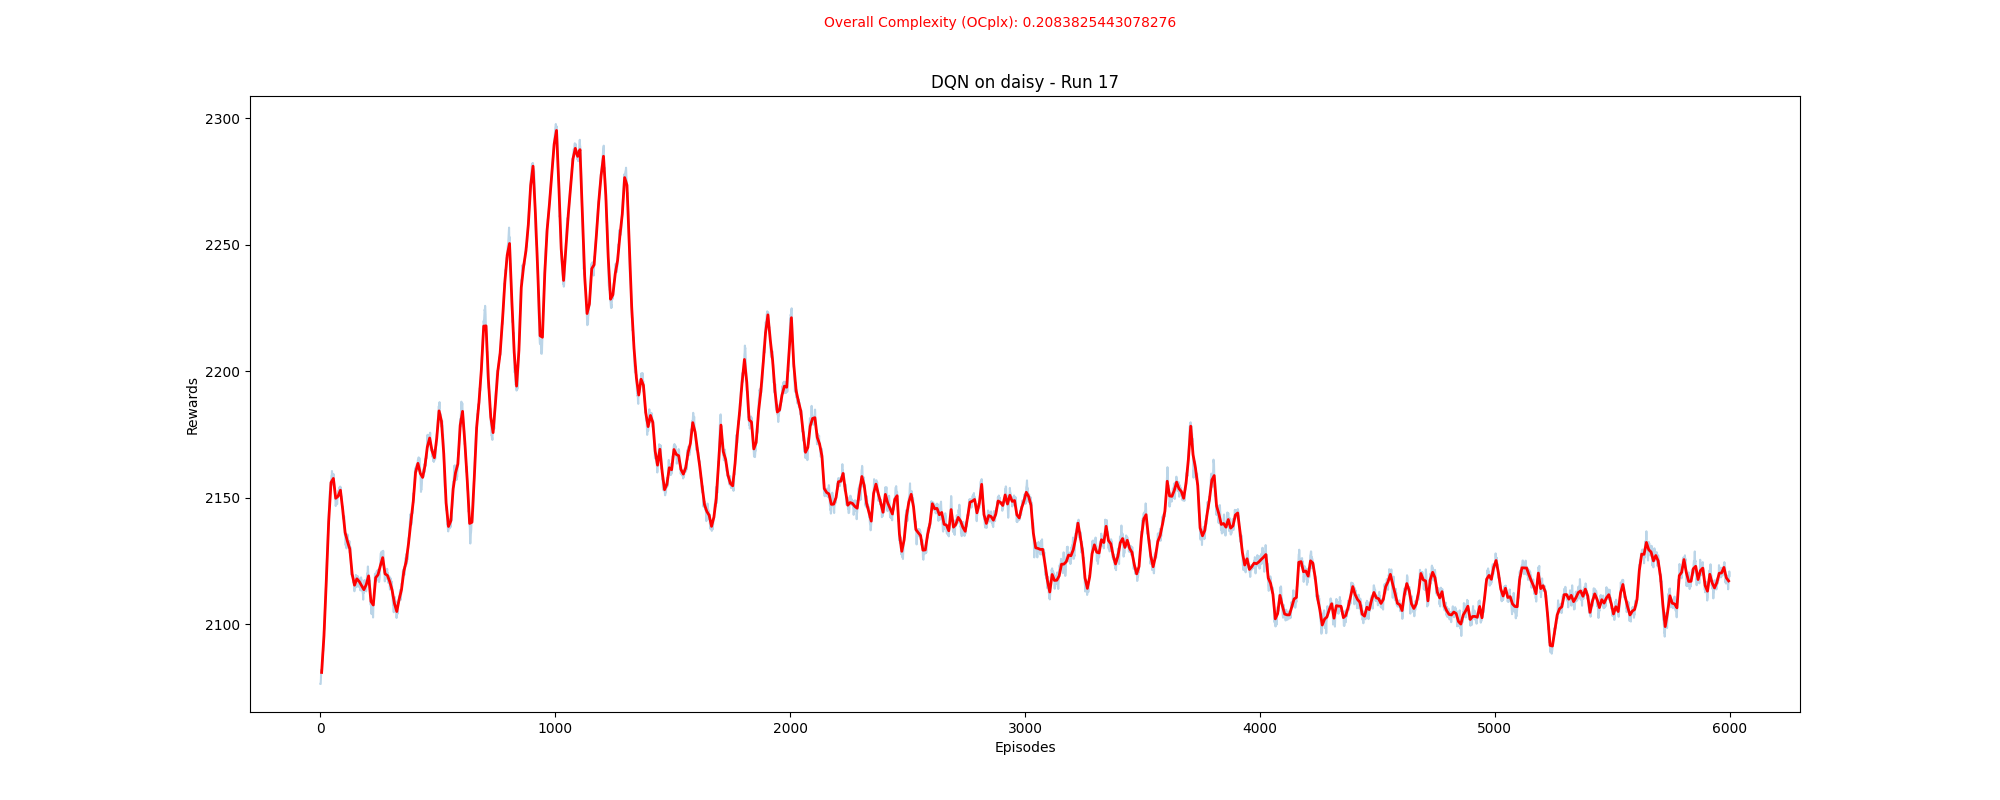 Overall Complexity (OCplx): 0.2083825443078276
DQN on daisy - Run 17
2300
2250
2200
2150
2100
Rewards
0 1000 2000 3000 4000 5000 6000
Episodes